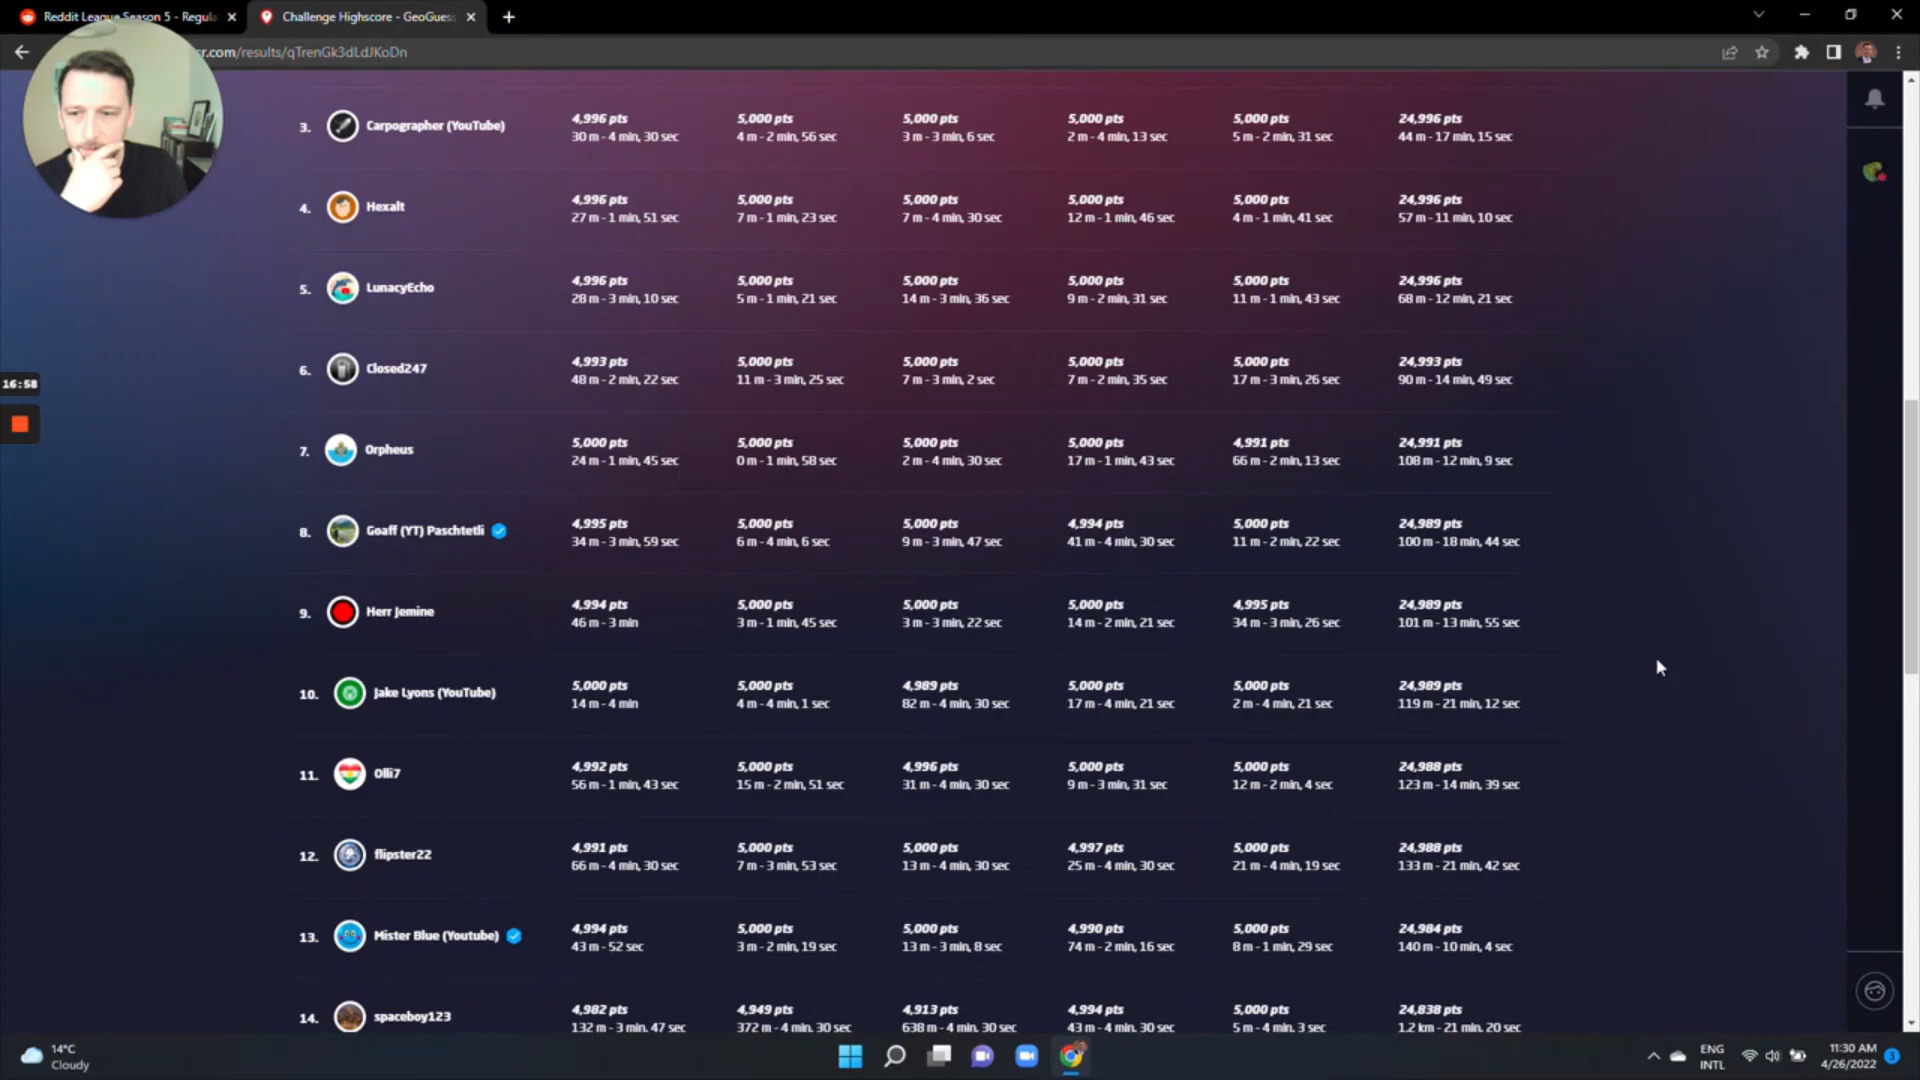 Reddit League Season 5 - Regula
Challenge Highscore - GeoGuess
sr.com/results/qTrenGk3dLdJKoDn
3. Carpographer (YouTube) 4,996 pts 5,000 pts 5,000 pts 5,000 pts 5,000 pts 24,996 pts
30 m - 4 min, 30 sec 4 m - 2 min, 56 sec 3 m - 3 min, 6 sec 2 m - 4 min, 13 sec 5 m - 2 min, 31 sec 44 m - 17 min, 15 sec
4. Hexalt 4,996 pts 5,000 pts 5,000 pts 5,000 pts 5,000 pts 24,996 pts
27 m - 1 min, 51 sec 7 m - 1 min, 23 sec 7 m - 4 min, 30 sec 12 m - 1 min, 46 sec 4 m - 1 min, 41 sec 57 m - 11 min, 10 sec
5. LunacyEcho 4,996 pts 5,000 pts 5,000 pts 5,000 pts 5,000 pts 24,996 pts
28 m - 3 min, 10 sec 5 m - 1 min, 21 sec 14 m - 3 min, 36 sec 9 m - 2 min, 31 sec 11 m - 1 min, 43 sec 68 m - 12 min, 21 sec
6. Closed247 4,993 pts 5,000 pts 5,000 pts 5,000 pts 5,000 pts 24,993 pts
48 m - 2 min, 22 sec 11 m - 3 min, 25 sec 7 m - 3 min, 2 sec 7 m - 2 min, 35 sec 17 m - 3 min, 26 sec 90 m - 14 min, 49 sec
16:58
7. Orpheus 5,000 pts 5,000 pts 5,000 pts 5,000 pts 4,991 pts 24,991 pts
24 m - 1 min, 45 sec 0 m - 1 min, 58 sec 2 m - 4 min, 30 sec 17 m - 1 min, 43 sec 66 m - 2 min, 13 sec 108 m - 12 min, 9 sec
8. Goaff (YT) Paschtetli 4,995 pts 5,000 pts 5,000 pts 4,994 pts 5,000 pts 24,989 pts
34 m - 3 min, 59 sec 6 m - 4 min, 6 sec 9 m - 3 min, 47 sec 41 m - 4 min, 30 sec 11 m - 2 min, 22 sec 100 m - 18 min, 44 sec
9. Herr Jemine 4,994 pts 5,000 pts 5,000 pts 5,000 pts 4,995 pts 24,989 pts
46 m - 3 min 3 m - 1 min, 45 sec 3 m - 3 min, 22 sec 14 m - 2 min, 21 sec 34 m - 3 min, 26 sec 101 m - 13 min, 55 sec
10. Jake Lyons (YouTube) 5,000 pts 5,000 pts 4,989 pts 5,000 pts 5,000 pts 24,989 pts
14 m - 4 min 4 m - 4 min, 1 sec 82 m - 4 min, 30 sec 17 m - 4 min, 21 sec 2 m - 4 min, 21 sec 119 m - 21 min, 12 sec
11. Olli7 4,992 pts 5,000 pts 4,996 pts 5,000 pts 5,000 pts 24,988 pts
56 m - 1 min, 43 sec 15 m - 2 min, 51 sec 31 m - 4 min, 30 sec 9 m - 3 min, 31 sec 12 m - 2 min, 4 sec 123 m - 14 min, 39 sec
12. flipster22 4,991 pts 5,000 pts 5,000 pts 4,997 pts 5,000 pts 24,988 pts
66 m - 4 min, 30 sec 7 m - 3 min, 53 sec 13 m - 4 min, 30 sec 25 m - 4 min, 30 sec 21 m - 4 min, 19 sec 133 m - 21 min, 42 sec
13. Mister Blue (Youtube) 4,994 pts 5,000 pts 5,000 pts 4,990 pts 5,000 pts 24,984 pts
43 m - 52 sec 3 m - 2 min, 19 sec 13 m - 3 min, 8 sec 74 m - 2 min, 16 sec 8 m - 1 min, 29 sec 140 m - 10 min, 4 sec
14. spaceboy123 4,982 pts 4,949 pts 4,913 pts 4,994 pts 5,000 pts 24,838 pts
132 m - 3 min, 47 sec 372 m - 4 min, 30 sec 638 m - 4 min, 30 sec 43 m - 4 min, 30 sec 5 m - 4 min, 3 sec 1.2 km - 21 min, 20 sec
14°C
Cloudy
ENG
INTL
11:30 AM
4/26/2022
3